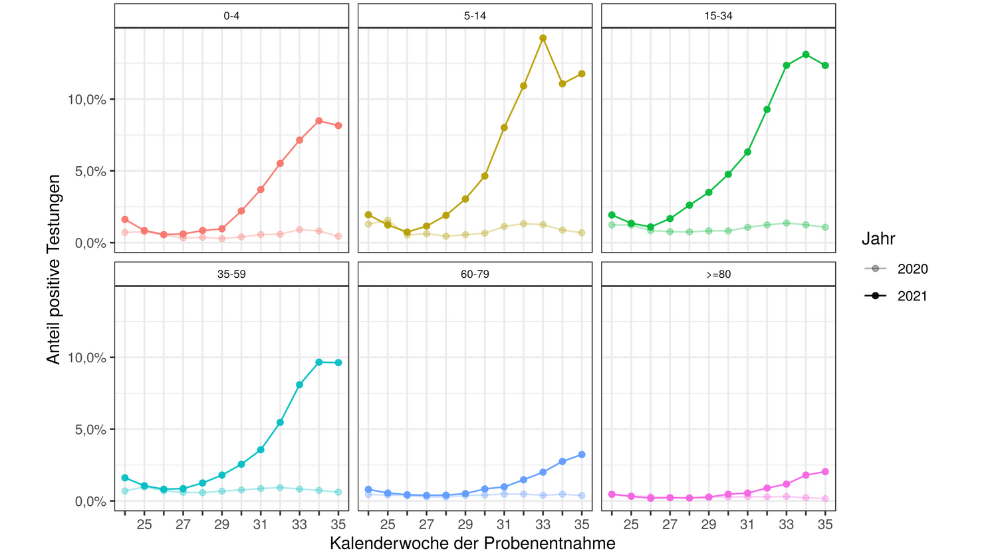 0-4 5-14 15-34
10,0%
5,0%
0,0%
35-59 60-79 >=80
10,0%
5,0%
0,0%
25 27 29 31 33 35 25 27 29 31 33 35 25 27 29 31 33 35
Kalenderwoche der Probenentnahme
Anteil positive Testungen
Jahr
2020
2021